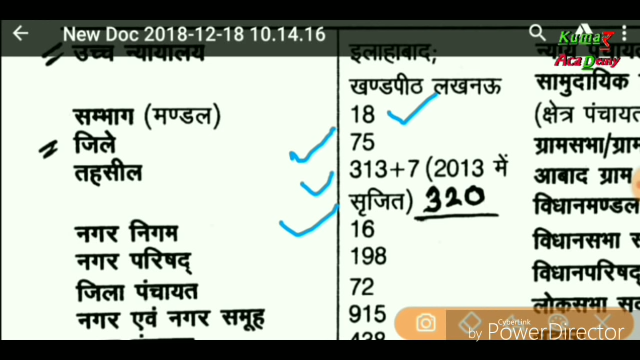 New Doc 2018-12-18 10.14.16
Kumar
AcaDemy
उच्च न्यायालय
इलाहाबाद;
खण्डपीठ लखनऊ
सम्भाग (मण्डल)
18
जिले
75
तहसील
313+7 (2013 में
सृजित) 320
नगर निगम
16
नगर परिषद्
198
जिला पंचायत
72
नगर एवं नगर समूह
915
सामुदायिक
(क्षेत्र पंचायत
ग्रामसभा/ग्राम
आबाद ग्राम
विधानमण्डल
विधानसभा
विधानपरिषद
लोकसभा
CyberLink
by PowerDirector